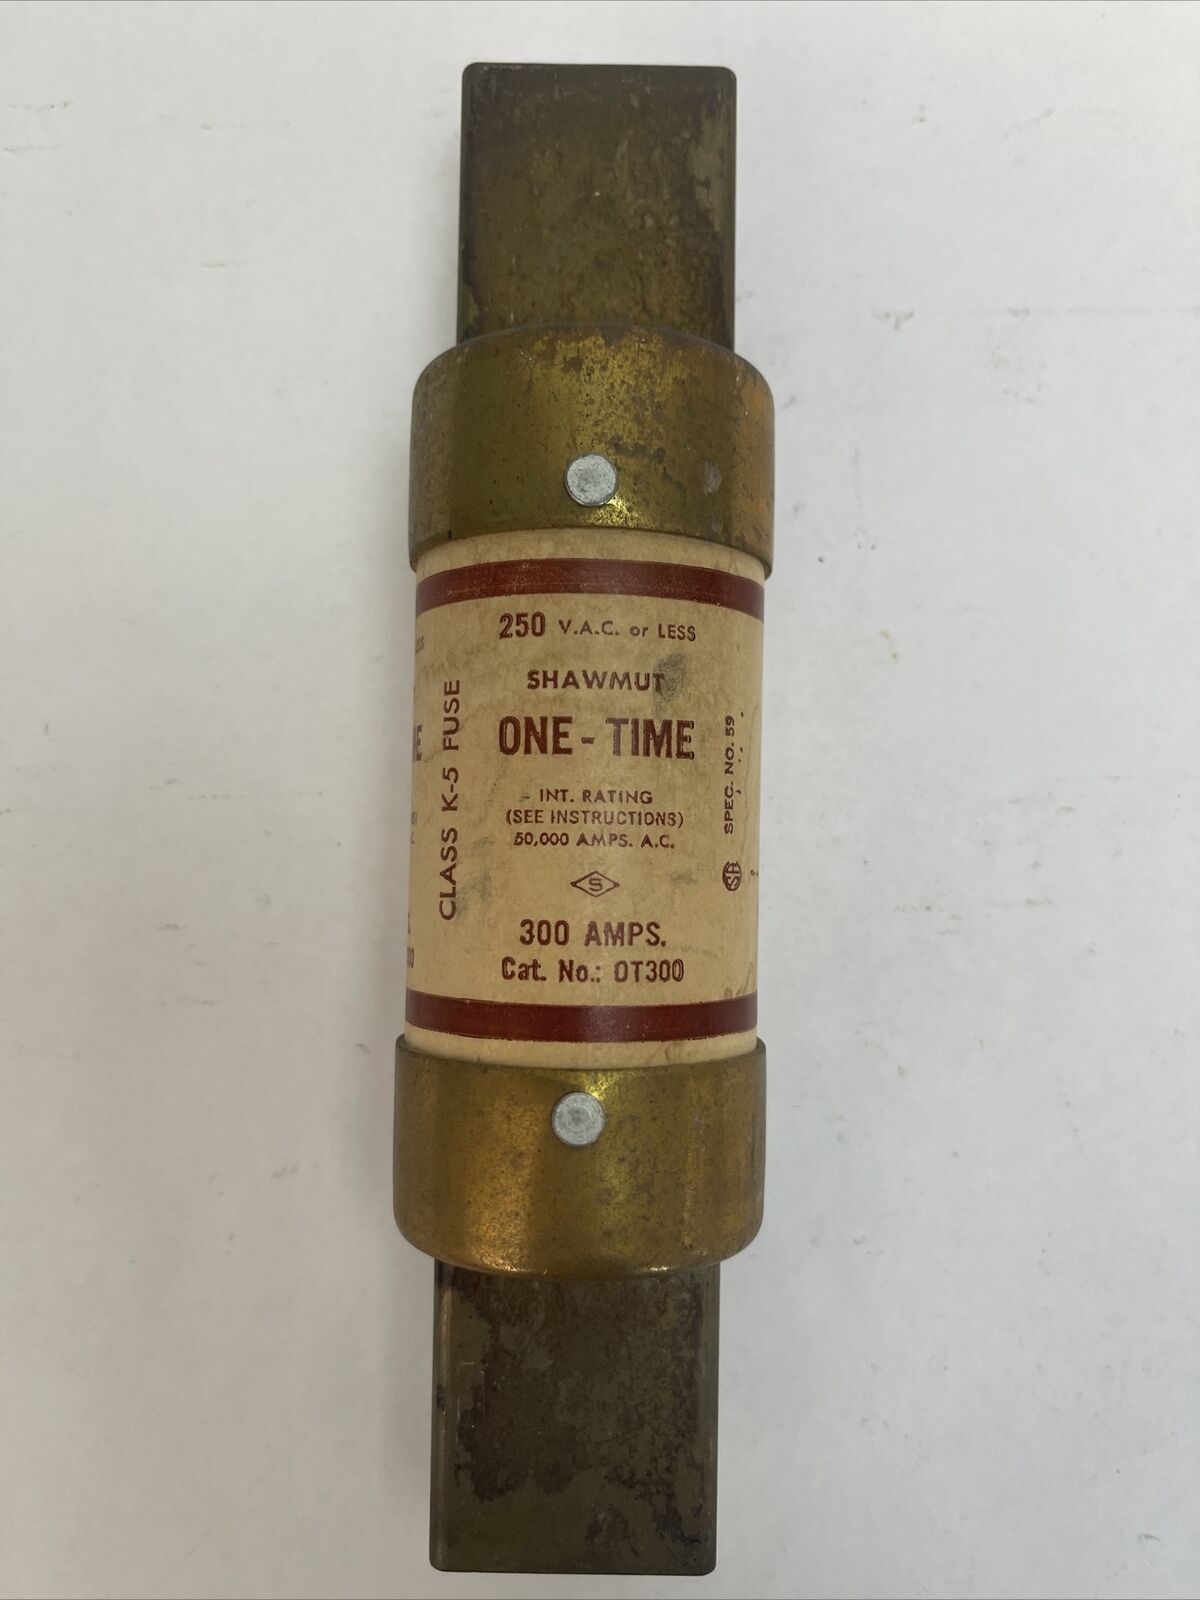 250 V.A.C. or LESS
SHAWMUT
ONE-TIME
INT. RATING
(SEE INSTRUCTIONS)
50,000 AMPS. A.C.
S
300 AMPS.
Cat. No.: OT300
CLASS K-5 FUSE
SPEC. NO. 59
SA